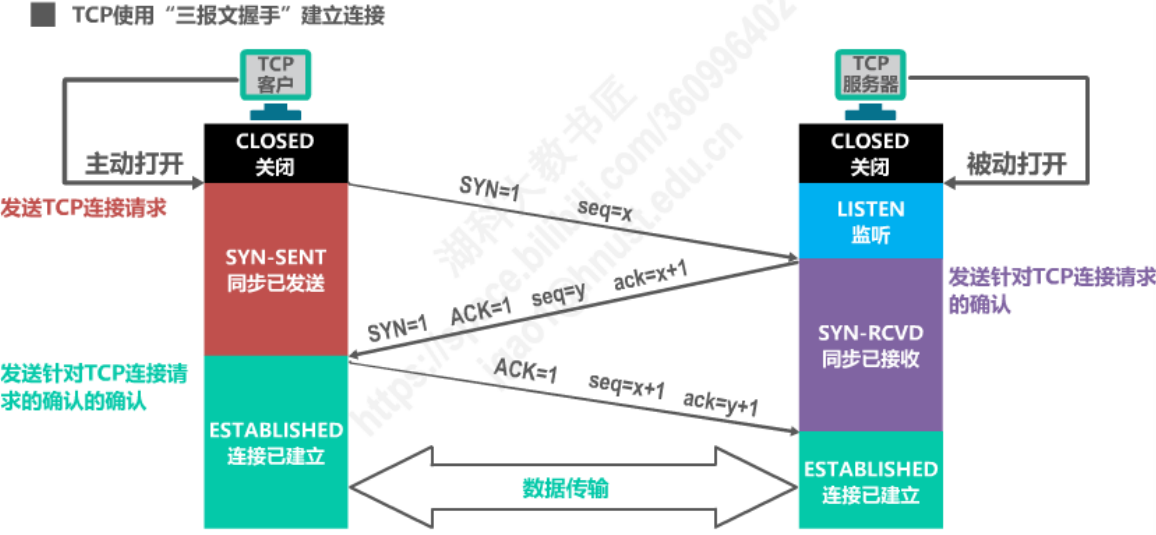 TCP使用“三报文握手”建立连接
TCP
客户
TCP
服务器
CLOSED
关闭
CLOSED
关闭
主动打开
被动打开
发送TCP连接请求
SYN=1 seq=x
LISTEN
监听
SYN-SENT
同步已发送
SYN=1 ACK=1 seq=y ack=x+1
发送针对TCP连接请求
的确认
SYN-RCVD
同步已接收
发送针对TCP连接请
求的确认的确认
ACK=1 seq=x+1 ack=y+1
ESTABLISHED
连接已建立
ESTABLISHED
连接已建立
数据传输
湖科大教书匠
https://space.bilibili.com/360996402